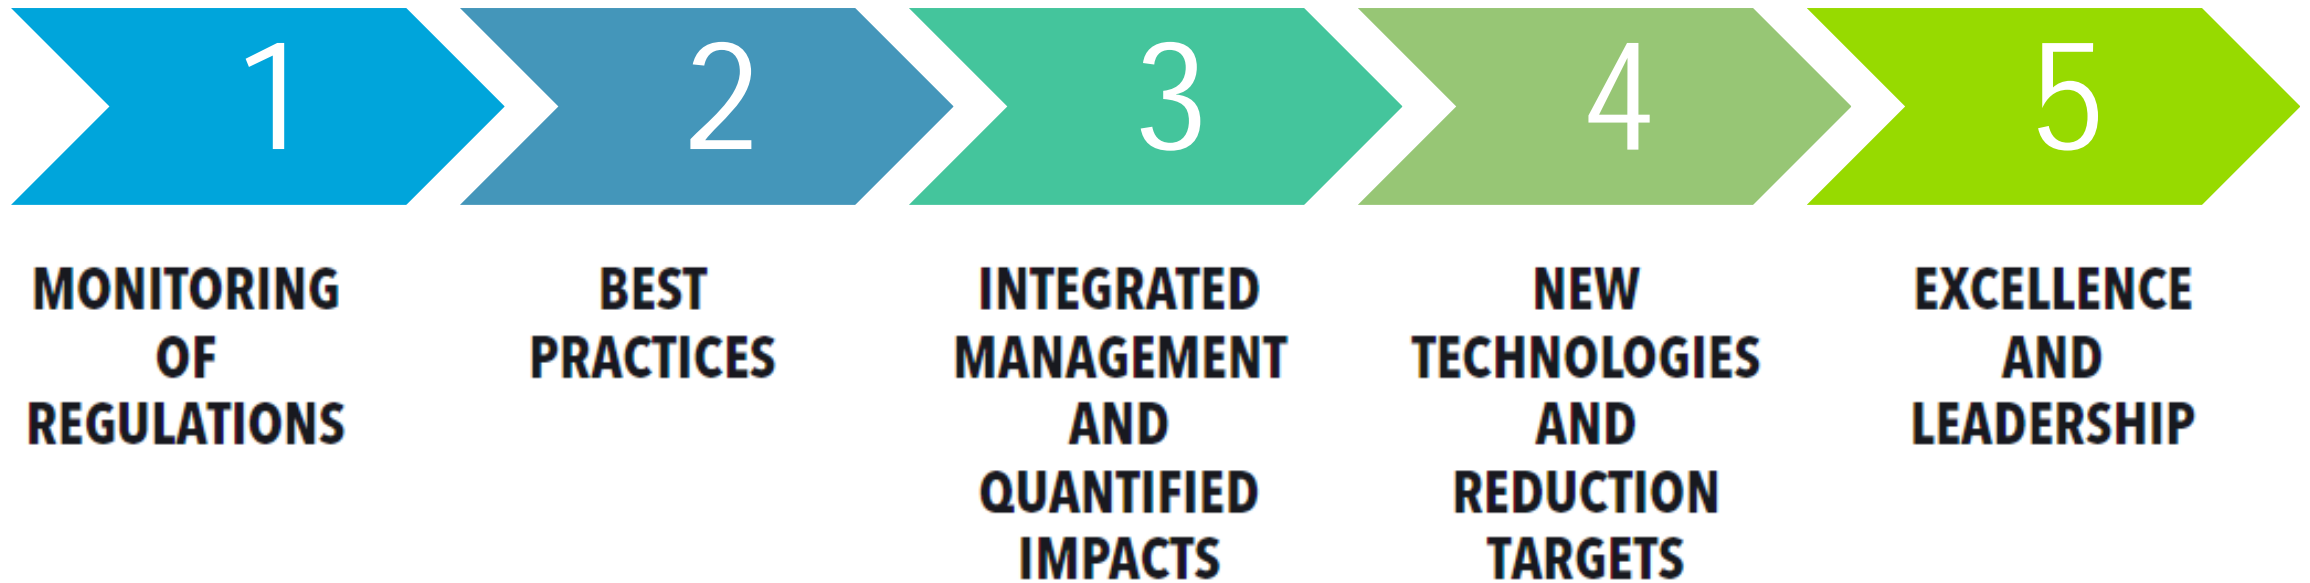 1
2
3
4
5
MONITORING
OF
REGULATIONS
BEST
PRACTICES
INTEGRATED
MANAGEMENT
AND
QUANTIFIED
IMPACTS
NEW
TECHNOLOGIES
AND
REDUCTION
TARGETS
EXCELLENCE
AND
LEADERSHIP